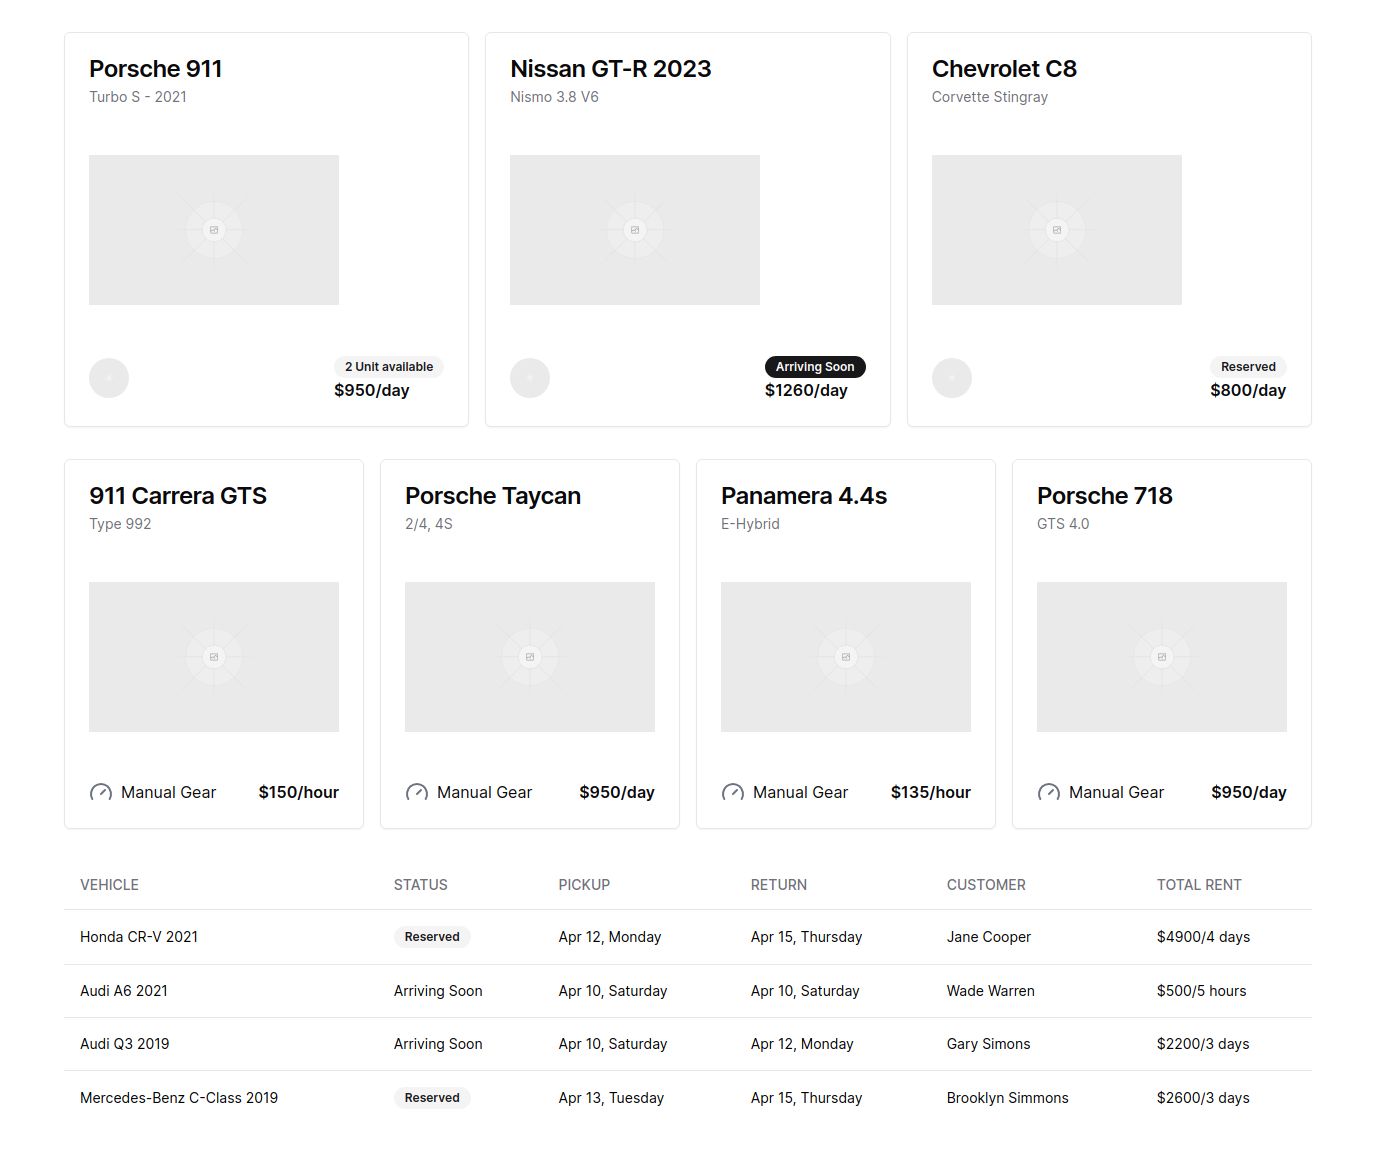 Porsche 911
Turbo S - 2021
2 Unit available
$950/day
Nissan GT-R 2023
Nismo 3.8 V6
Arriving Soon
$1260/day
Chevrolet C8
Corvette Stingray
Reserved
$800/day
911 Carrera GTS
Type 992
Manual Gear $150/hour
Porsche Taycan
2/4, 4S
Manual Gear $950/day
Panamera 4.4s
E-Hybrid
Manual Gear $135/hour
Porsche 718
GTS 4.0
Manual Gear $950/day
VEHICLE STATUS PICKUP RETURN CUSTOMER TOTAL RENT
Honda CR-V 2021 Reserved Apr 12, Monday Apr 15, Thursday Jane Cooper $4900/4 days
Audi A6 2021 Arriving Soon Apr 10, Saturday Apr 10, Saturday Wade Warren $500/5 hours
Audi Q3 2019 Arriving Soon Apr 10, Saturday Apr 12, Monday Gary Simons $2200/3 days
Mercedes-Benz C-Class 2019 Reserved Apr 13, Tuesday Apr 15, Thursday Brooklyn Simmons $2600/3 days